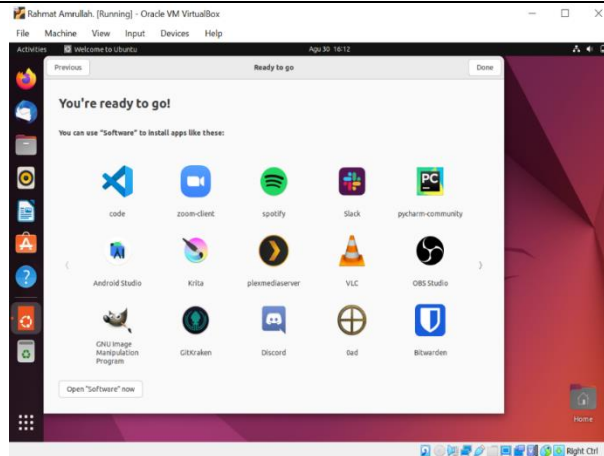 Rahmat Amrullah. [Running] - Oracle VM VirtualBox
File Machine View Input Devices Help
Activities Welcome to Ubuntu Agu 30 16:12
Previous Ready to go Done
You're ready to go!
You can use "Software" to install apps like these:
code zoom-client spotify Slack pycharm-community
Android Studio Krita plexmediaserver VLC OBS Studio
GNU Image
Manipulation
Program
GitKraken Discord 0ad Bitwarden
Open "Software" now
Home
Right Ctrl